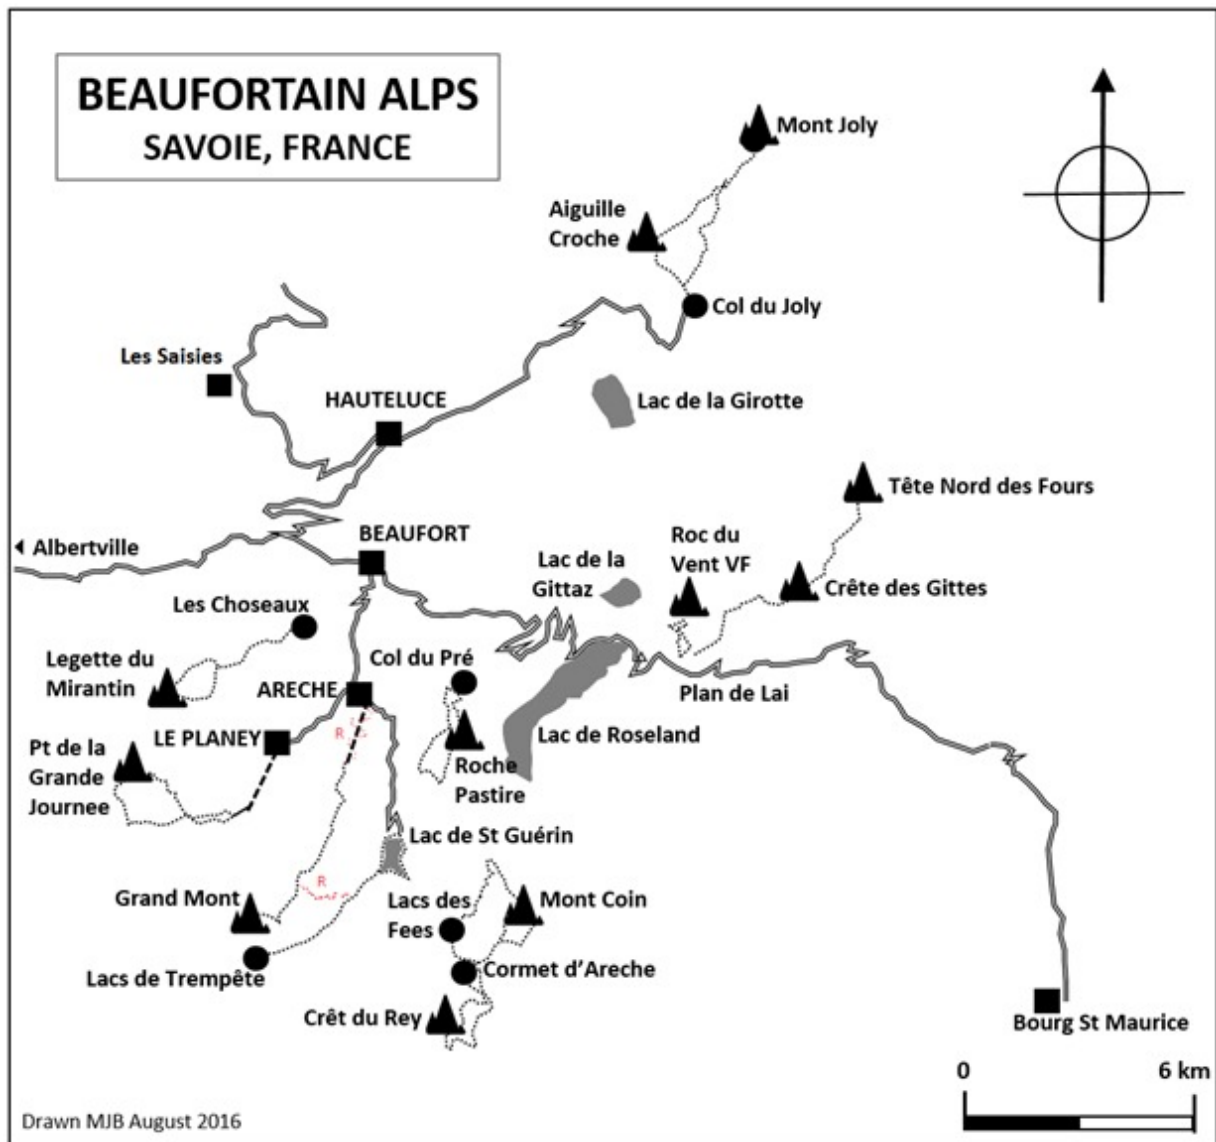 BEAUFORTAIN ALPS
SAVOIE, FRANCE
Mont Joly
Aiguille
Croche
Col du Joly
Les Saisies
HAUTELUCE
Lac de la Girotte
Tête Nord des Fours
BEAUFORT
Albertville
Roc du
Vent VF
Lac de la
Gittaz
Crête des Gittes
Les Choseaux
Legette du
Mirantin
ARECHE
Col du Pré
Plan de Lai
LE PLANEY
R
Lac de Roseland
Pt de la
Grande
Journee
Roche
Pastire
Lac de St Guérin
R
Grand Mont
Lacs des
Fees
Mont Coin
Lacs de Trempête
Cormet d'Areche
Crêt du Rey
Bourg St Maurice
0
6 km
Drawn MJB August 2016